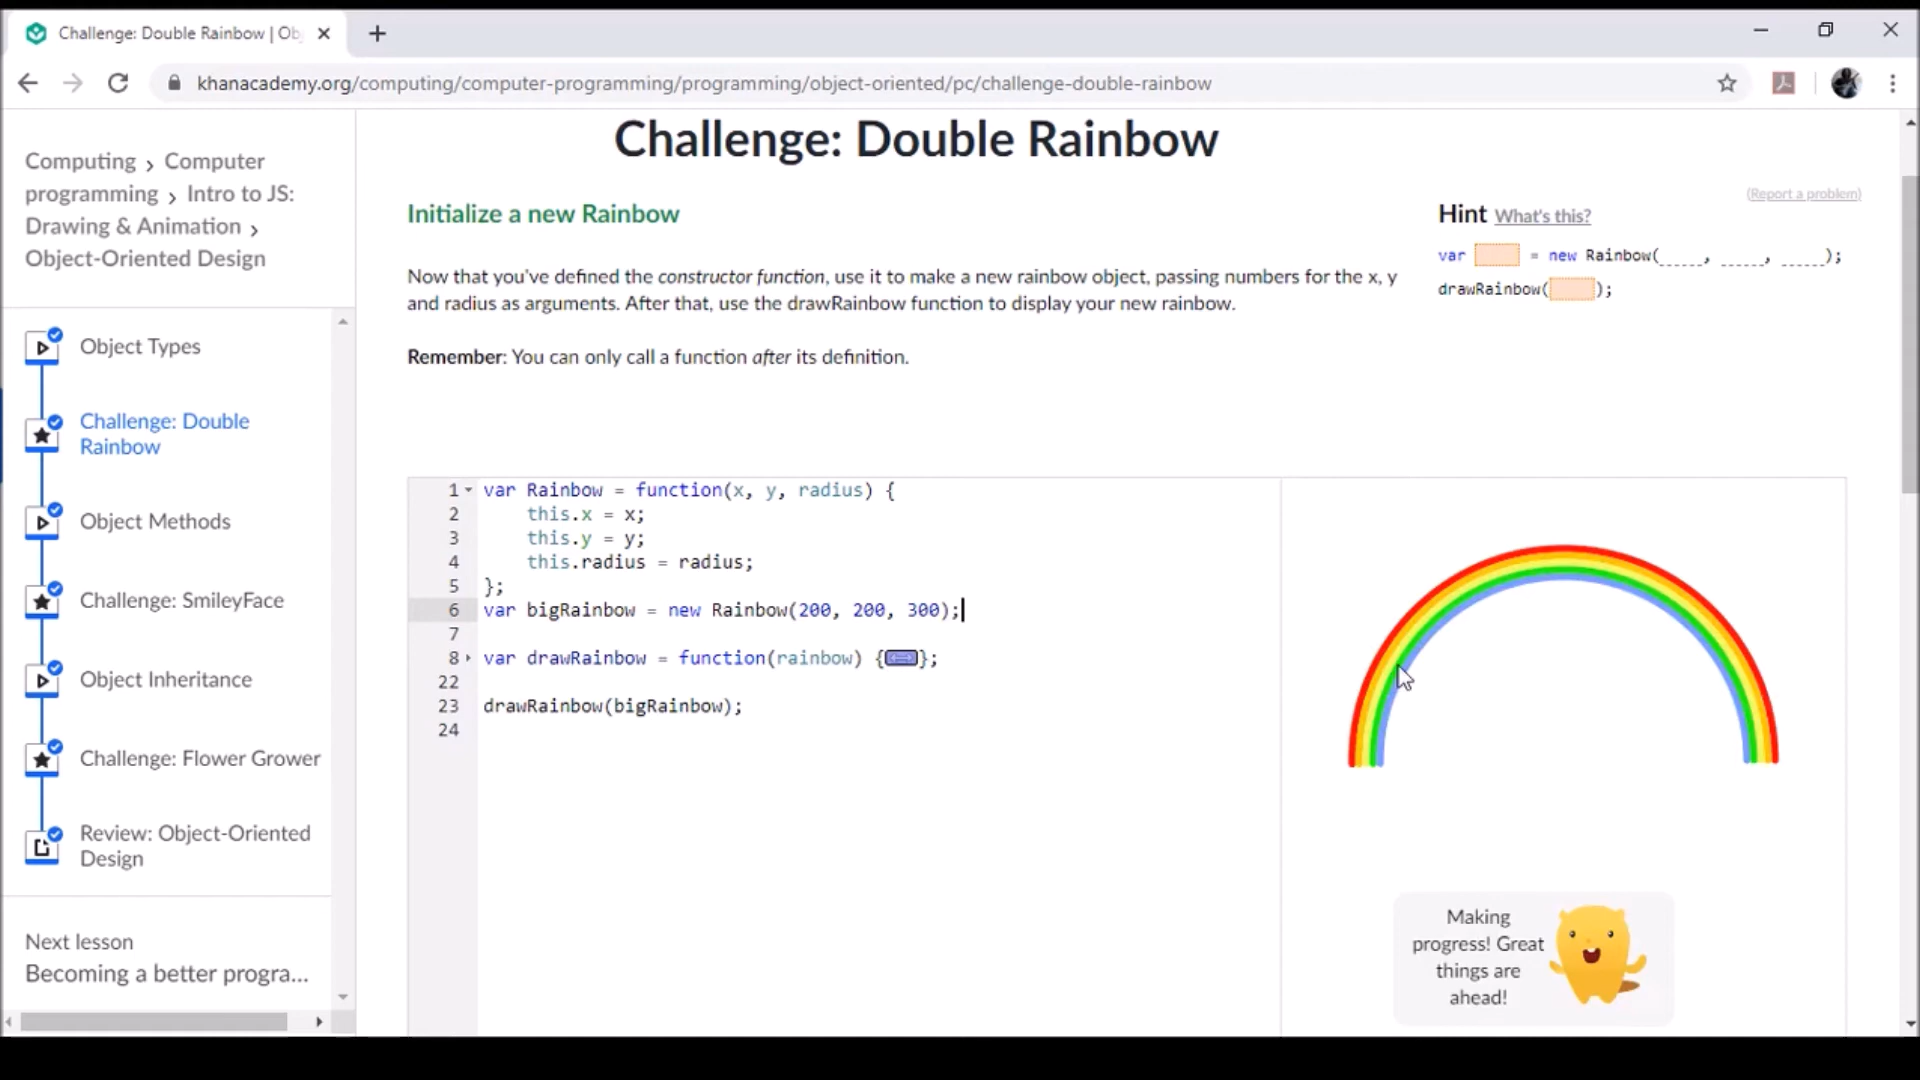 Challenge: Double Rainbow | Ob
khanacademy.org/computing/computer-programming/programming/object-oriented/pc/challenge-double-rainbow
Computing › Computer
programming › Intro to JS:
Drawing & Animation ›
Object-Oriented Design
Object Types
Challenge: Double
Rainbow
Object Methods
Challenge: SmileyFace
Object Inheritance
Challenge: Flower Grower
Review: Object-Oriented
Design
Next lesson
Becoming a better progra...
Challenge: Double Rainbow
(Report a problem)
Initialize a new Rainbow
Now that you've defined the constructor function, use it to make a new rainbow object, passing numbers for the x, y
and radius as arguments. After that, use the drawRainbow function to display your new rainbow.
Remember: You can only call a function after its definition.
Hint What's this?
var = new Rainbow(_____, _____, _____);
drawRainbow( );
1 var Rainbow = function(x, y, radius) {
2 this.x = x;
3 this.y = y;
4 this.radius = radius;
5 };
6 var bigRainbow = new Rainbow(200, 200, 300);
7
8 var drawRainbow = function(rainbow) {};
22
23 drawRainbow(bigRainbow);
24
Making
progress! Great
things are
ahead!